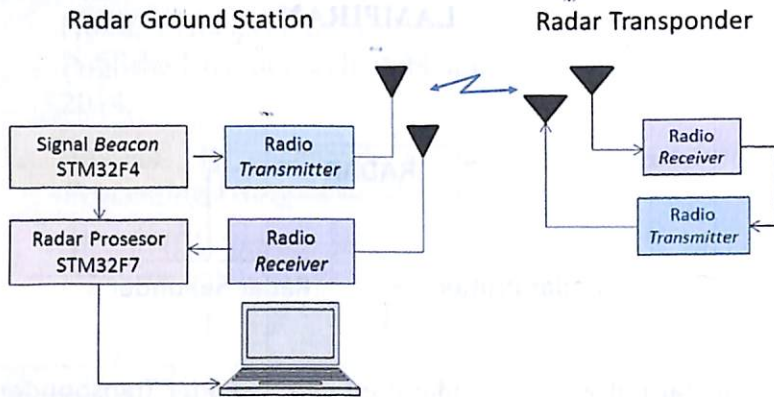 Radar Ground Station
Radar Transponder
Signal Beacon
STM32F4
Radio
Transmitter
Radar Prosesor
STM32F7
Radio
Receiver
Radio
Receiver
Radio
Transmitter